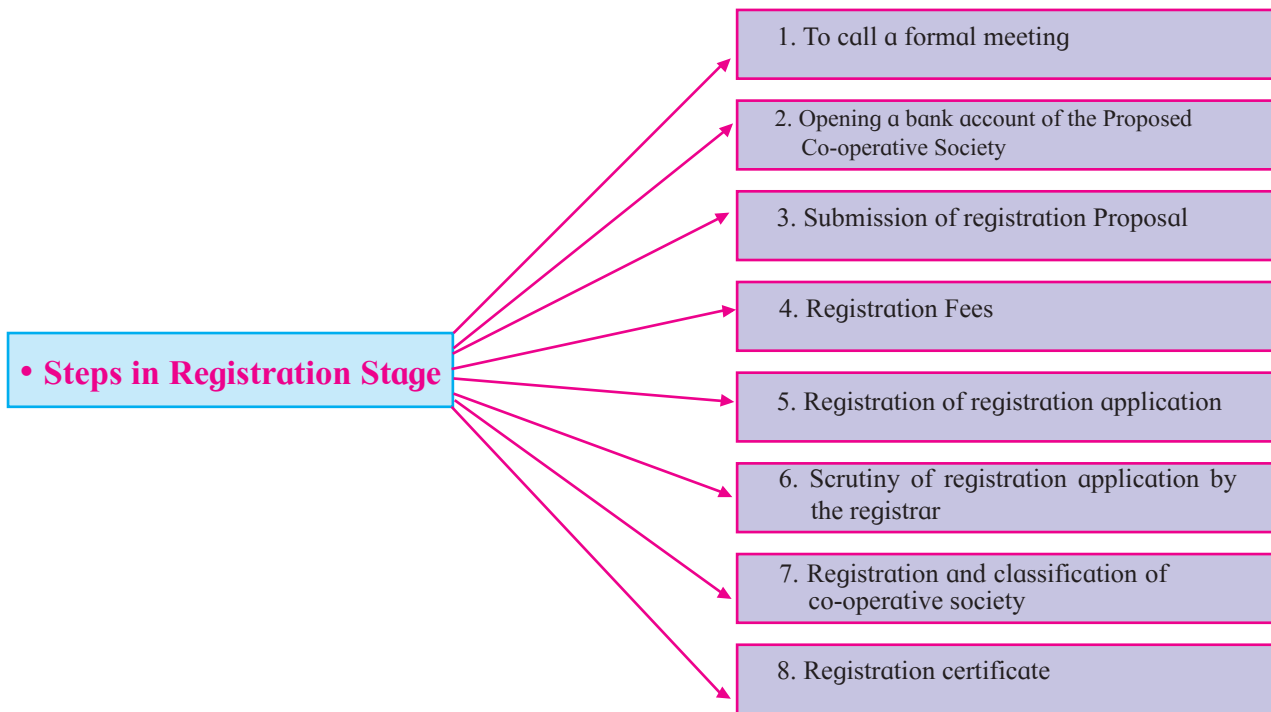 1. To call a formal meeting
2. Opening a bank account of the Proposed
Co-operative Society
3. Submission of registration Proposal
4. Registration Fees
• Steps in Registration Stage
5. Registration of registration application
6. Scrutiny of registration application by
the registrar
7. Registration and classification of
co-operative society
8. Registration certificate